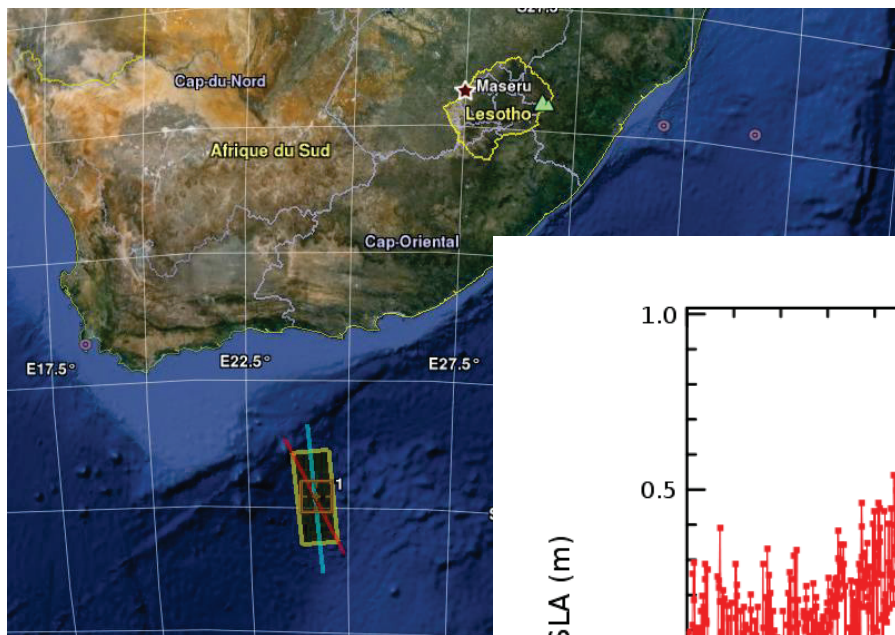 Cap-du-Nord
Maseru
Lesotho
Afrique du Sud
Cap-Oriental
E17.5°
E22.5°
E27.5°
1
1.0
0.5
SLA (m)